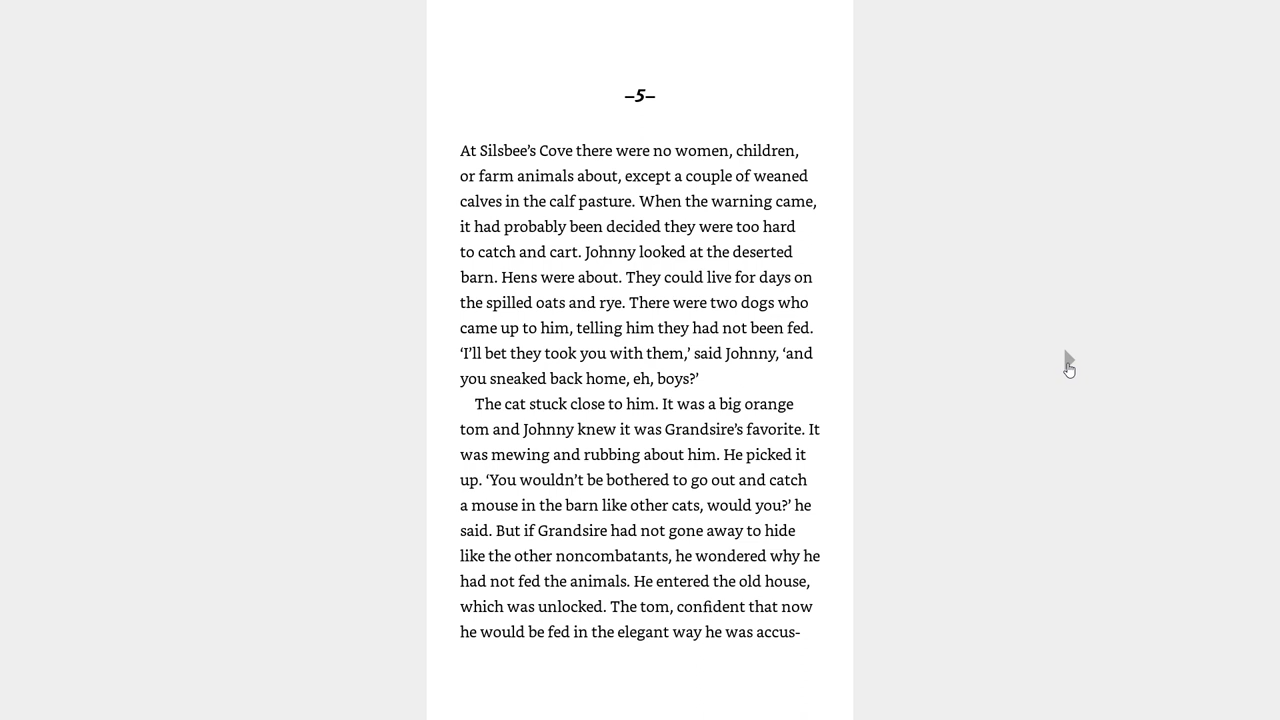 –5–
At Silsbee’s Cove there were no women, children,
or farm animals about, except a couple of weaned
calves in the calf pasture. When the warning came,
it had probably been decided they were too hard
to catch and cart. Johnny looked at the deserted
barn. Hens were about. They could live for days on
the spilled oats and rye. There were two dogs who
came up to him, telling him they had not been fed.
‘I’ll bet they took you with them,’ said Johnny, ‘and
you sneaked back home, eh, boys?’
The cat stuck close to him. It was a big orange
tom and Johnny knew it was Grandsire’s favorite. It
was mewing and rubbing about him. He picked it
up. ‘You wouldn’t be bothered to go out and catch
a mouse in the barn like other cats, would you?’ he
said. But if Grandsire had not gone away to hide
like the other noncombatants, he wondered why he
had not fed the animals. He entered the old house,
which was unlocked. The tom, confident that now
he would be fed in the elegant way he was accus-